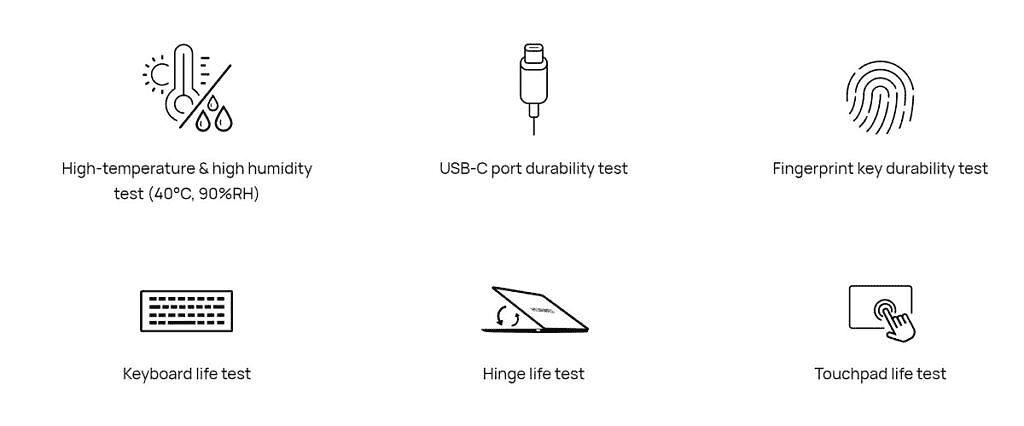 High-temperature & high humidity
test (40°C, 90%RH)
USB-C port durability test
Fingerprint key durability test
HUAWEI
Keyboard life test
Hinge life test
Touchpad life test